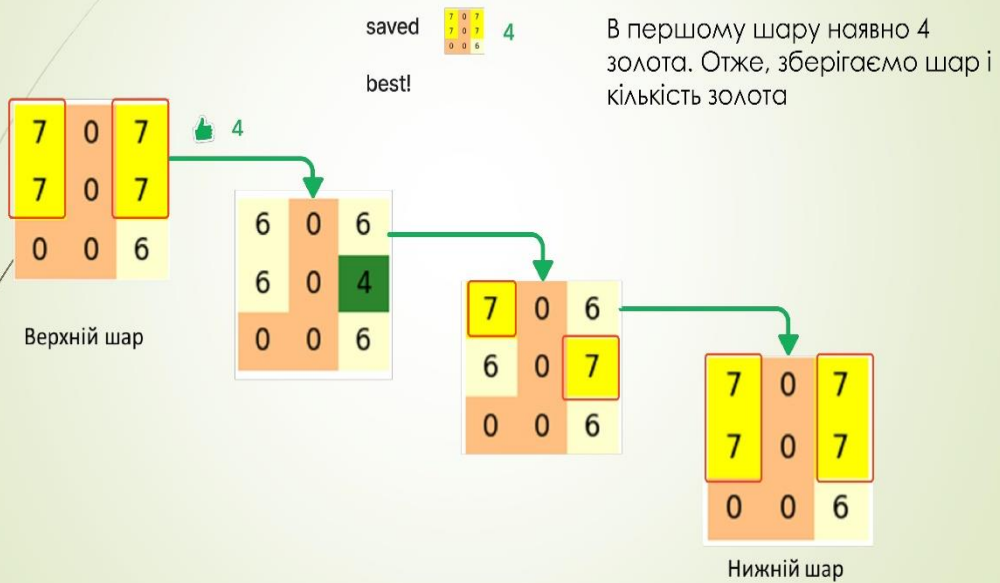 saved
7 0 7
7 0 7
0 0 6
4
best!
В першому шару наявно 4
золота. Отже, зберігаємо шар і
кількість золота
7 0 7
7 0 7
0 0 6
4
Верхній шар
6 0 6
6 0 4
0 0 6
7 0 6
6 0 7
0 0 6
7 0 7
7 0 7
0 0 6
Нижній шар